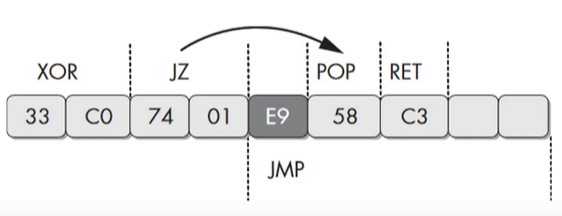 XOR JZ POP RET
33 C0 74 01 E9 58 C3
JMP